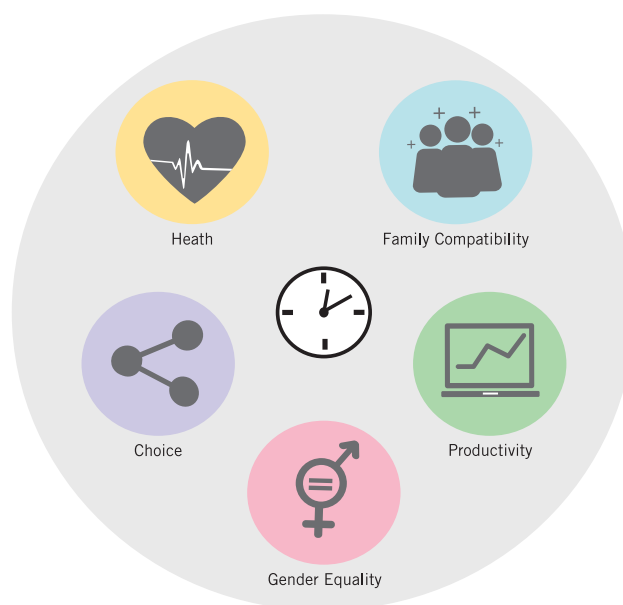 Heath
Family Compatibility
Choice
Productivity
Gender Equality